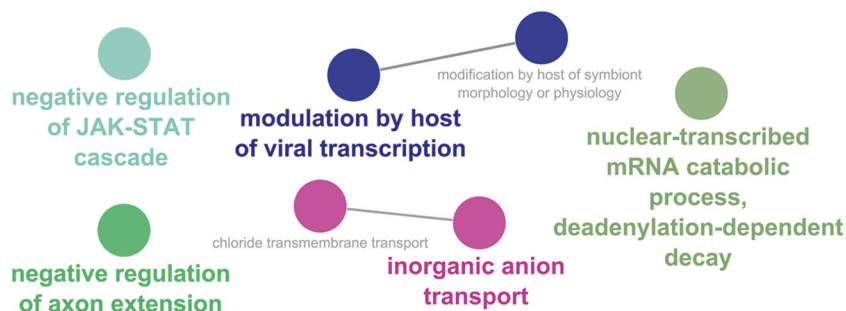 negative regulation
of JAK-STAT
cascade
modulation by host
of viral transcription
modification by host of symbiont
morphology or physiology
nuclear-transcribed
mRNA catabolic
process,
deadenylation-dependent
decay
negative regulation
of axon extension
chloride transmembrane transport
inorganic anion
transport